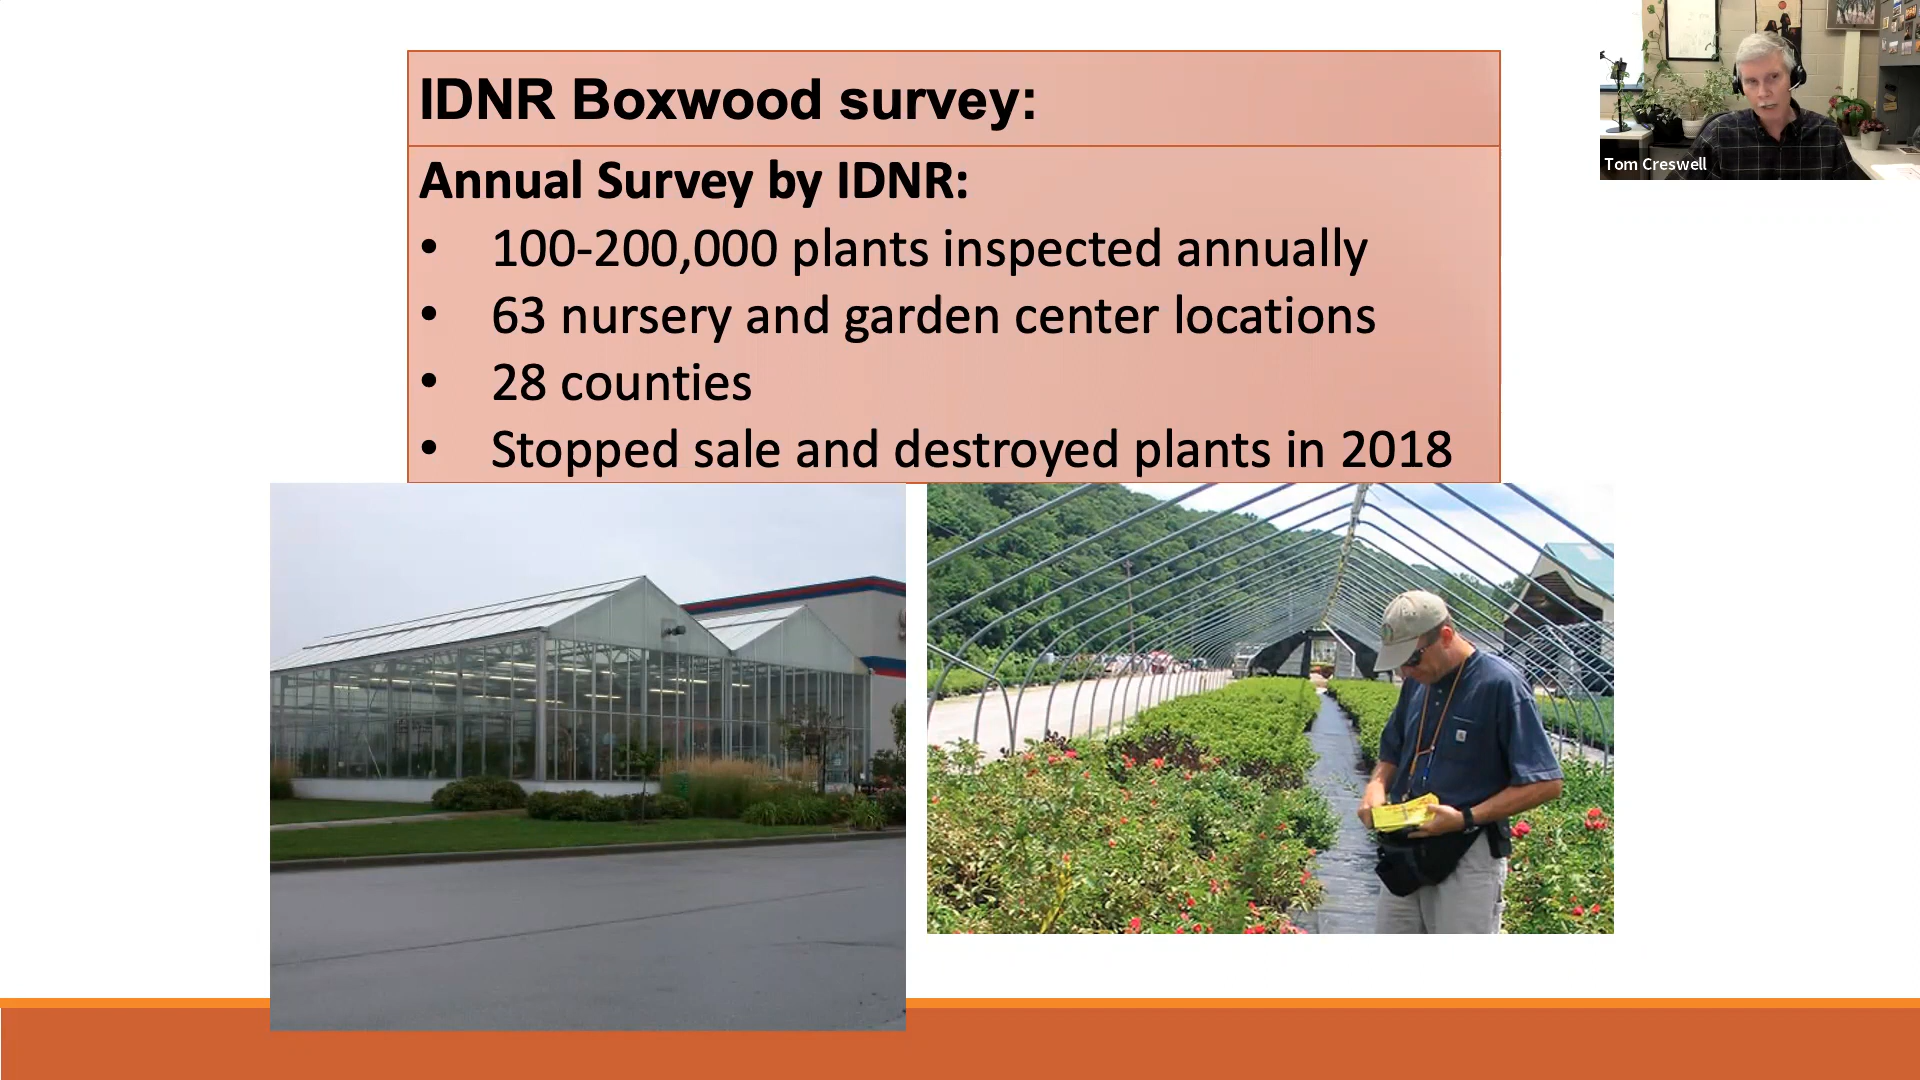 IDNR Boxwood survey:
Annual Survey by IDNR:
• 100-200,000 plants inspected annually
• 63 nursery and garden center locations
• 28 counties
• Stopped sale and destroyed plants in 2018
Tom Creswell